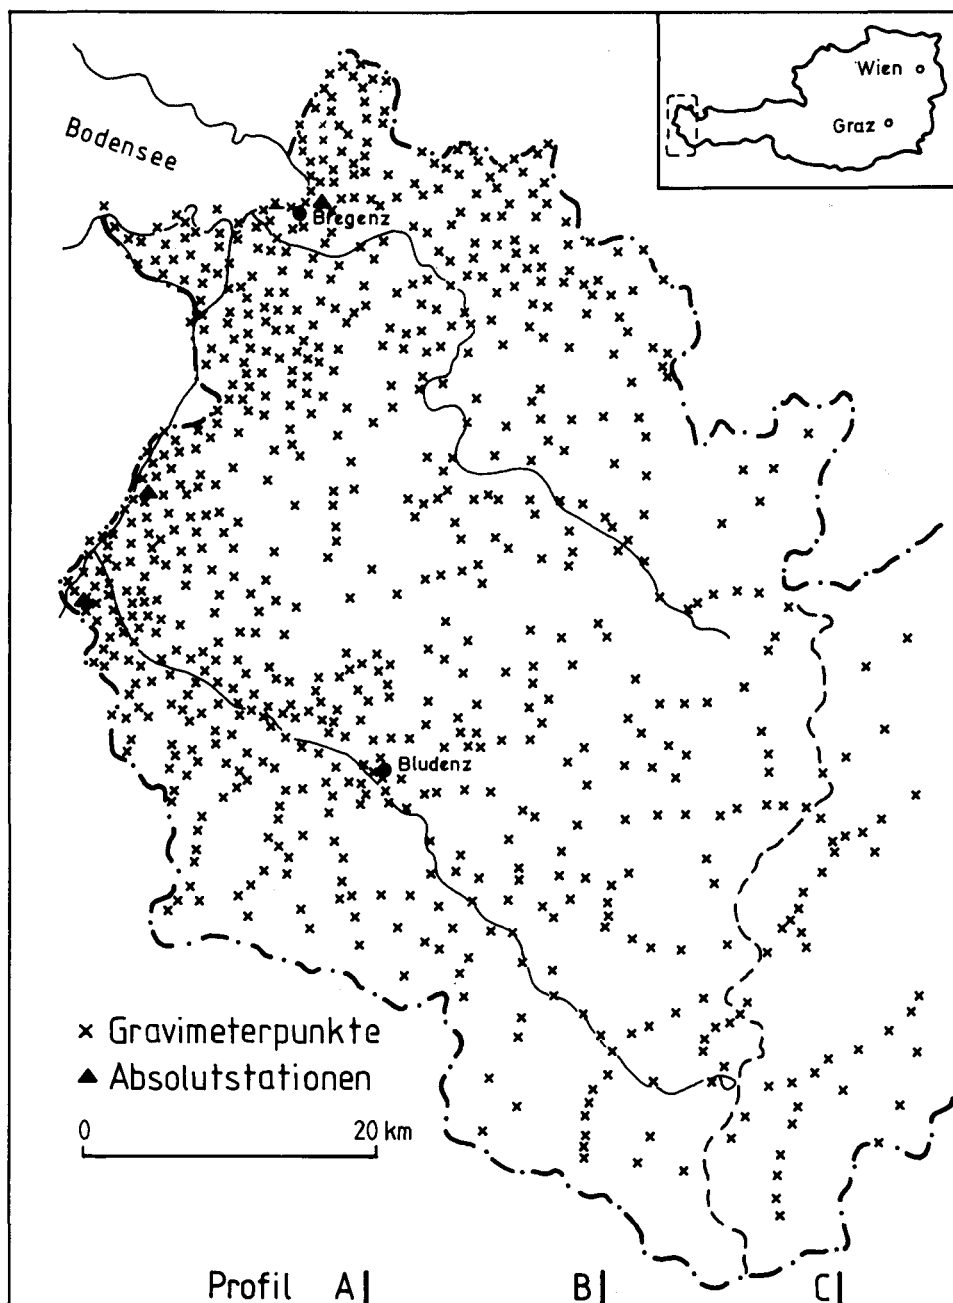 Wien
Graz
Bodensee
Bregenz
Bludenz
x Gravimeterpunkte
▲ Absolutstationen
0 20 km
Profil A B C